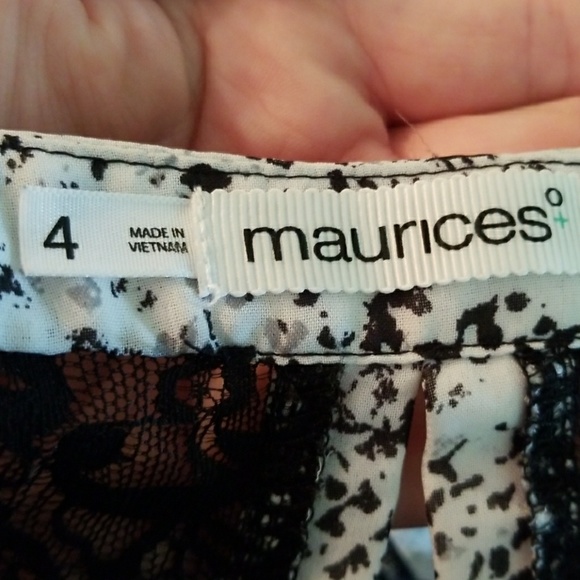 4
MADE IN
VIETNAM
maurices
+